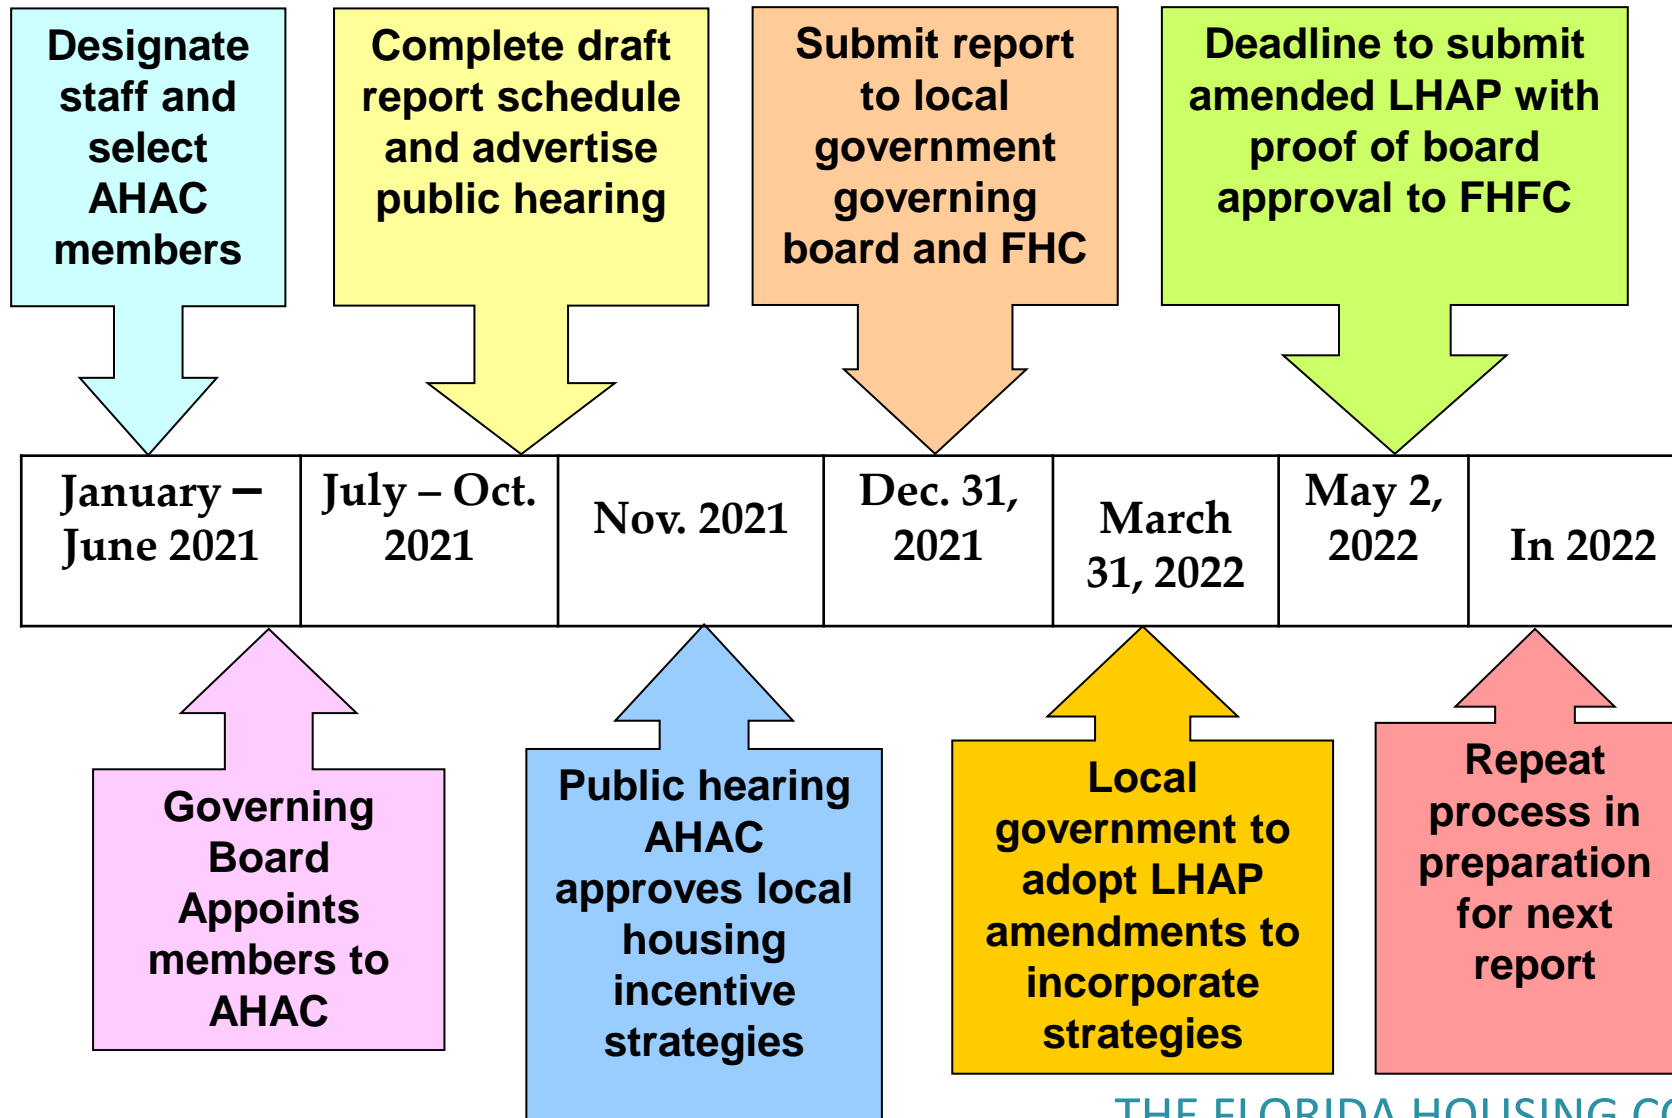 Designate
staff and
select
AHAC
members
Complete draft
report schedule
and advertise
public hearing
Submit report
to local
government
governing
board and FHC
Deadline to submit
amended LHAP with
proof of board
approval to FHFC
January –
June 2021
July – Oct.
2021
Nov. 2021
Dec. 31,
2021
March
31, 2022
May 2,
2022
In 2022
Governing
Board
Appoints
members to
AHAC
Public hearing
AHAC
approves local
housing
incentive
strategies
Local
government to
adopt LHAP
amendments to
incorporate
strategies
Repeat
process in
preparation
for next
report
THE FLORIDA HOUSING CO